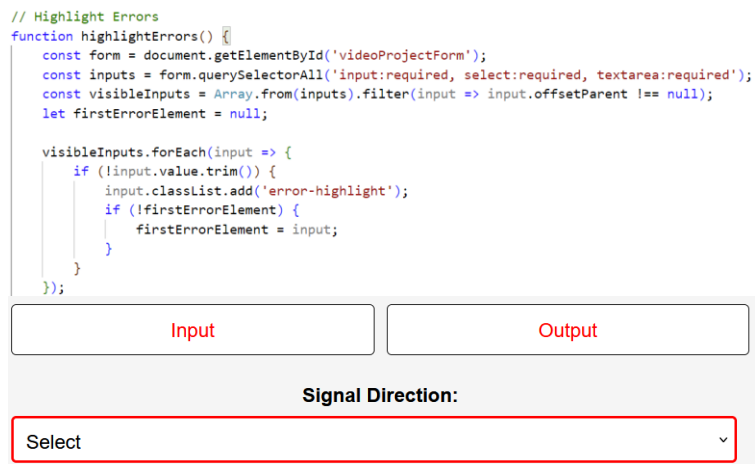 // Highlight Errors
function highlightErrors() {
    const form = document.getElementById('videoProjectForm');
    const inputs = form.querySelectorAll('input:required, select:required, textarea:required');
    const visibleInputs = Array.from(inputs).filter(input => input.offsetParent !== null);
    let firstErrorElement = null;

    visibleInputs.forEach(input => {
        if (!input.value.trim()) {
            input.classList.add('error-highlight');
            if (!firstErrorElement) {
                firstErrorElement = input;
            }
        }
    });
Input Output
Signal Direction:
Select